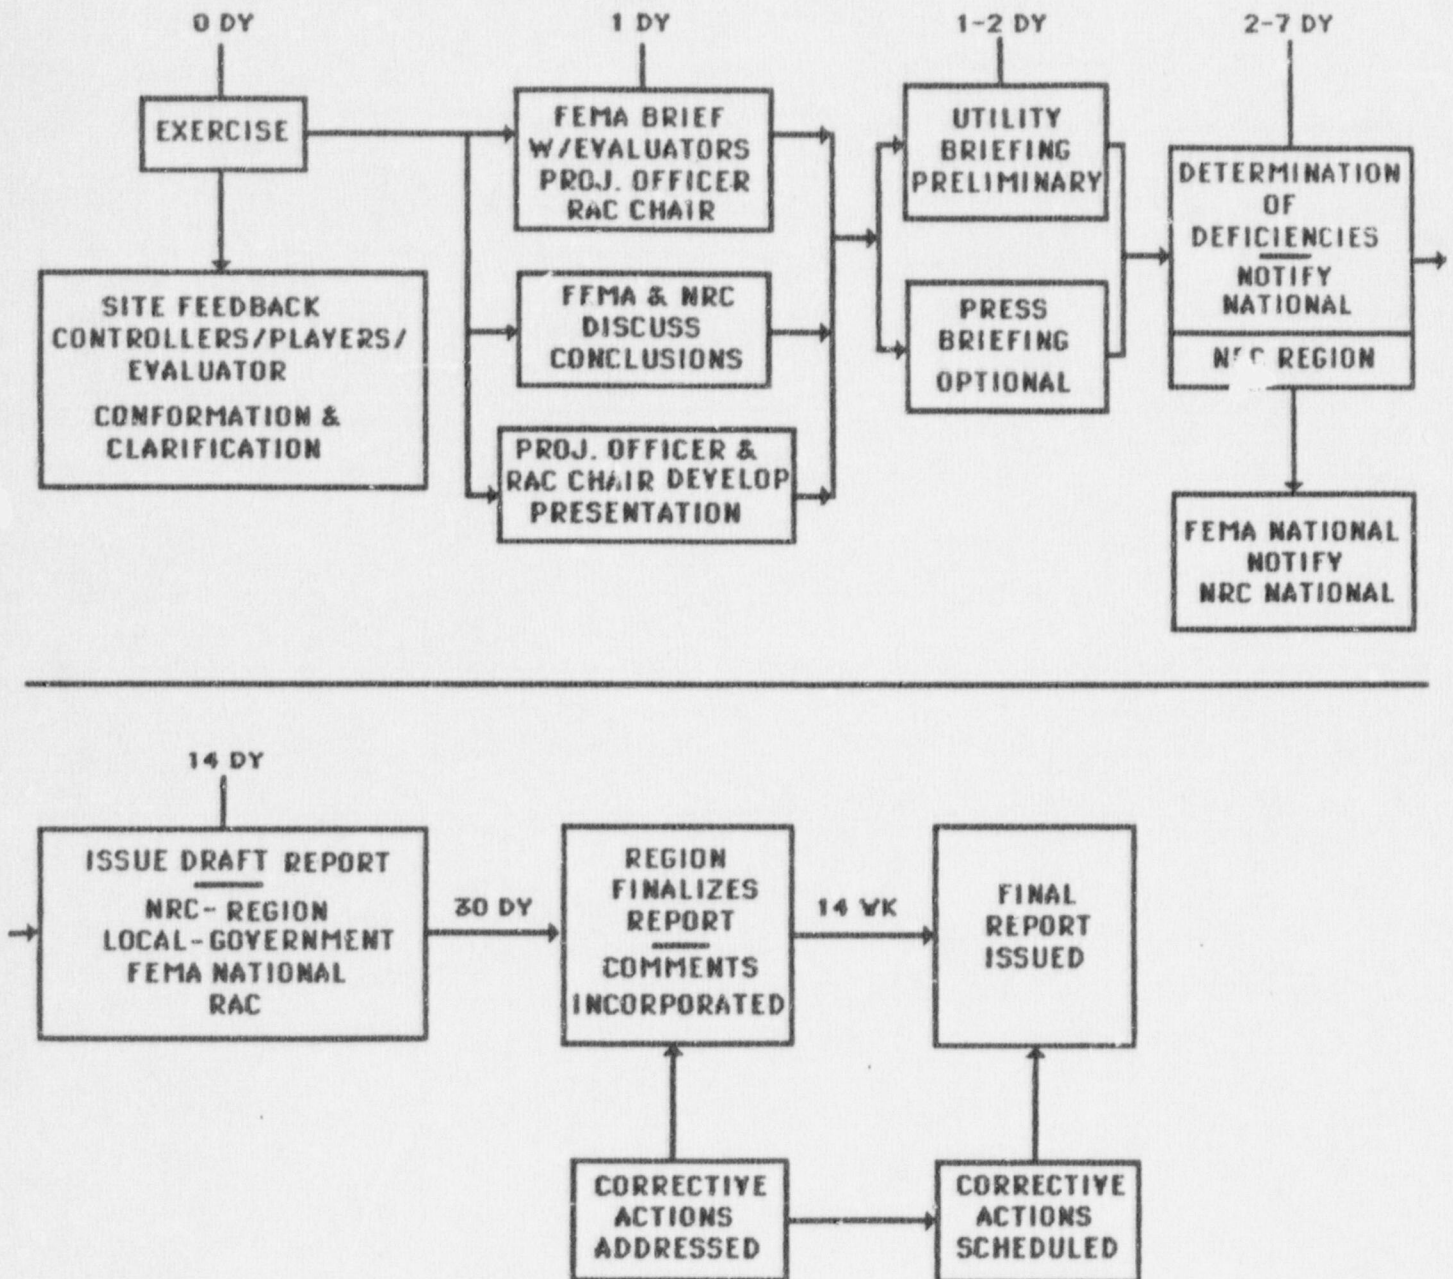 0 DY
EXERCISE
SITE FEEDBACK
CONTROLLERS/PLAYERS/
EVALUATOR
CONFORMATION &
CLARIFICATION
1 DY
FEMA BRIEF
W/EVALUATORS
PROJ. OFFICER
RAC CHAIR
FEMA & NRC
DISCUSS
CONCLUSIONS
PROJ. OFFICER &
RAC CHAIR DEVELOP
PRESENTATION
1-2 DY
UTILITY
BRIEFING
PRELIMINARY
PRESS
BRIEFING
OPTIONAL
2-7 DY
DETERMINATION
OF
DEFICIENCIES
NOTIFY
NATIONAL
REGION
FEMA NATIONAL
NOTIFY
NRC NATIONAL
14 DY
ISSUE DRAFT REPORT
NRC-REGION
LOCAL-GOVERNMENT
FEMA NATIONAL
RAC
30 DY
REGION
FINALIZES
REPORT
COMMENTS
INCORPORATED
14 WK
FINAL
REPORT
ISSUED
CORRECTIVE
ACTIONS
ADDRESSED
CORRECTIVE
ACTIONS
SCHEDULED